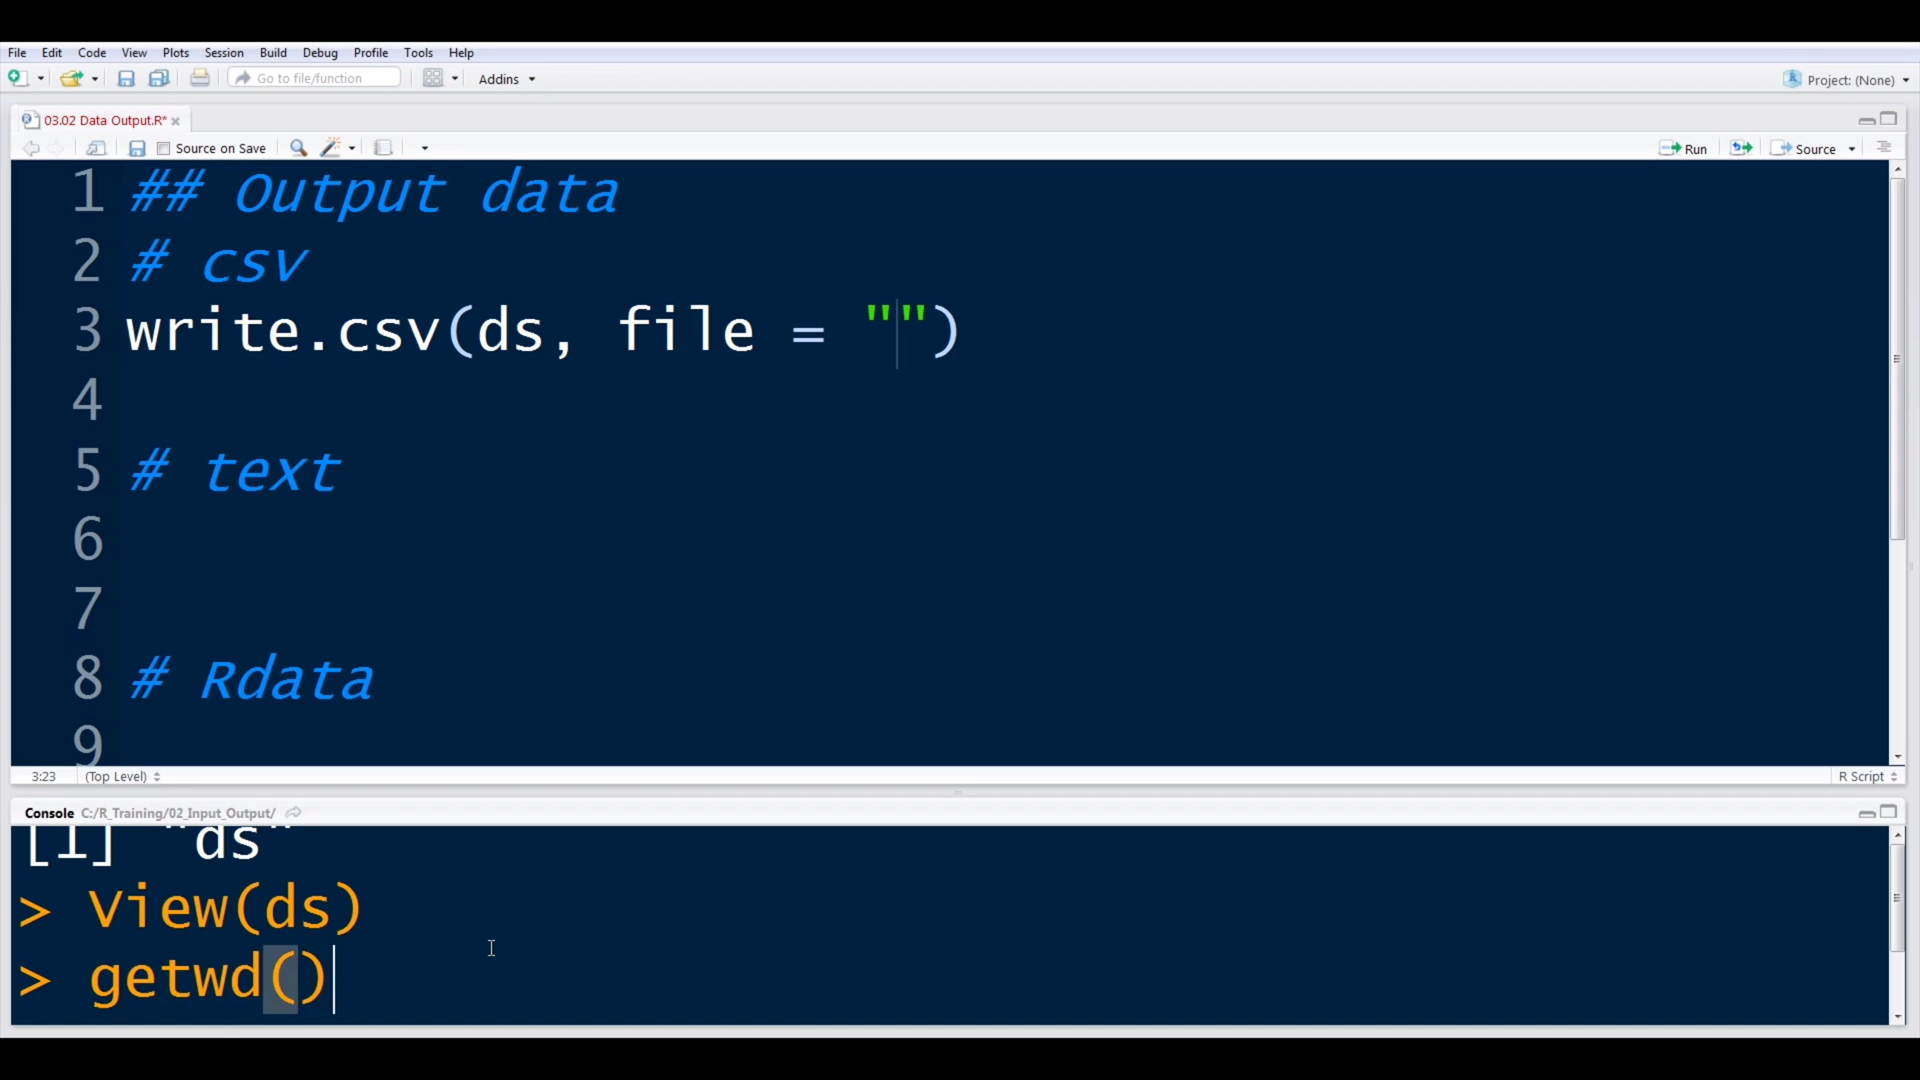 File Edit Code View Plots Session Build Debug Profile Tools Help
Go to file/function Addins Project: (None)
03.02 Data Output.R*
Source on Save Run Source
1 ## Output data
2 # csv
3 write.csv(ds, file = "")
4
5 # text
6
7
8 # Rdata
9
3:23 (Top Level) R Script
Console C:/R_Training/02_Input_Output/
[1] "ds"
> View(ds)
> getwd()